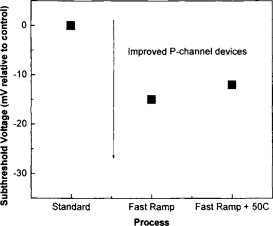 Subthreshold Voltage (mV relative to control)
0
-10
-20
-30
Improved P-channel devices
Standard
Fast Ramp
Fast Ramp + 50C
Process